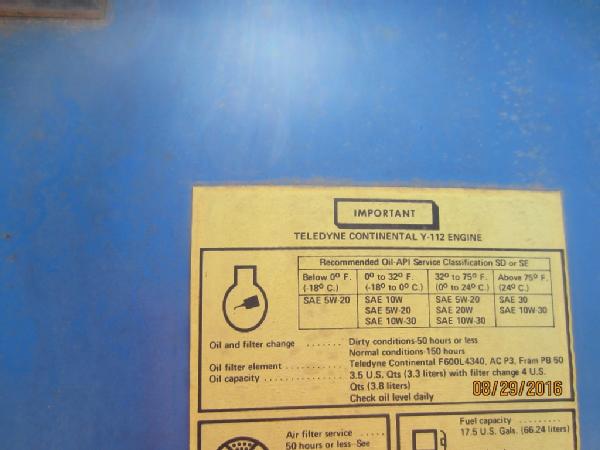 IMPORTANT
TELEDYNE CONTINENTAL Y-112 ENGINE
Recommended Oil-API Service Classification SD or SE
Below 0° F. (-18° C.) 0° to 32° F. (-18° to 0° C.) 32° to 75° F. (0° to 24° C.) Above 75° F. (24° C.)
SAE 5W-20 SAE 10W SAE 5W-20 SAE 30
SAE 5W-20 SAE 20W SAE 10W-30
SAE 10W-30 SAE 10W-30
Oil and filter change ..... Dirty conditions-50 hours or less
Normal conditions-150 hours
Oil filter element .......... Teledyne Continental F600L4340, AC P3, Fram PB 50
Oil capacity ............... 3.5 U.S. Qts (3.3 liters) with filter change 4 U.S.
Qts (3.8 liters)
Check oil level daily
08/29/2016
Air filter service .....
50 hours or less-See
Fuel capacity .........
17.5 U.S. Gals. (66.24 liters)